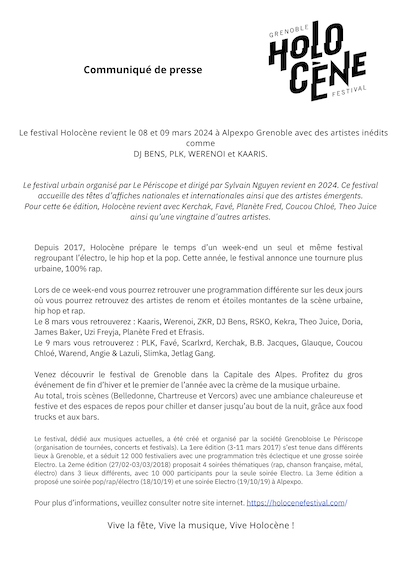 GRENOBLE
HOLO
CÈNE
FESTIVAL
Communiqué de presse
Le festival Holocène revient le 08 et 09 mars 2024 à Alpexpo Grenoble avec des artistes inédits
comme
DJ BENS, PLK, WERENOI et KAARIS.
Le festival urbain organisé par Le Périscope et dirigé par Sylvain Nguyen revient en 2024. Ce festival
accueille des têtes d'affiches nationales et internationales ainsi que des artistes émergents.
Pour cette 6e édition, Holocène revient avec Kerchak, Favé, Planète Fred, Coucou Chloé, Theo Juice
ainsi qu'une vingtaine d'autres artistes.
Depuis 2017, Holocène prépare le temps d'un week-end un seul et même festival
regroupant l'électro, le hip hop et la pop. Cette année, le festival annonce une tournure plus
urbaine, 100% rap.
Lors de ce week-end vous pourrez retrouver une programmation différente sur les deux jours
où vous pourrez retrouvez des artistes de renom et étoiles montantes de la scène urbaine,
hip hop et rap.
Le 8 mars vous retrouverez : Kaaris, Werenoi, ZKR, DJ Bens, RSKO, Kekra, Theo Juice, Doria,
James Baker, Uzi Freyja, Planète Fred et Efrasis.
Le 9 mars vous retrouverez : PLK, Favé, Scarlxrd, Kerchak, B.B. Jacques, Glauque, Coucou
Chloé, Warend, Angie & Lazuli, Slimka, Jetlag Gang.
Venez découvrir le festival de Grenoble dans la Capitale des Alpes. Profitez du gros
événement de fin d'hiver et le premier de l'année avec la crème de la musique urbaine.
Au total, trois scènes (Belledonne, Chartreuse et Vercors) avec une ambiance chaleureuse et
festive et des espaces de repos pour chiller et danser jusqu'au bout de la nuit, grâce aux food
trucks et aux bars.
Le festival, dédié aux musiques actuelles, a été créé et organisé par la société Grenobloise Le Périscope
(organisation de tournées, concerts et festivals). La 1ere édition (3-11 mars 2017) s'est tenue dans différents
lieux à Grenoble, et a séduit 12 000 festivaliers avec une programmation très éclectique et une grosse soirée
Electro. La 2eme édition (27/02-03/03/2018) proposait 4 soirées thématiques (rap, chanson française, métal,
électro) dans 3 lieux différents, avec 10 000 participants pour la seule soirée Electro. La 3eme édition a
proposé une soirée pop/rap/électro (18/10/19) et une soirée Electro (19/10/19) à Alpexpo.
Pour plus d'informations, veuillez consulter notre site internet. https://holocenefestival.com/
Vive la fête, Vive la musique, Vive Holocène !